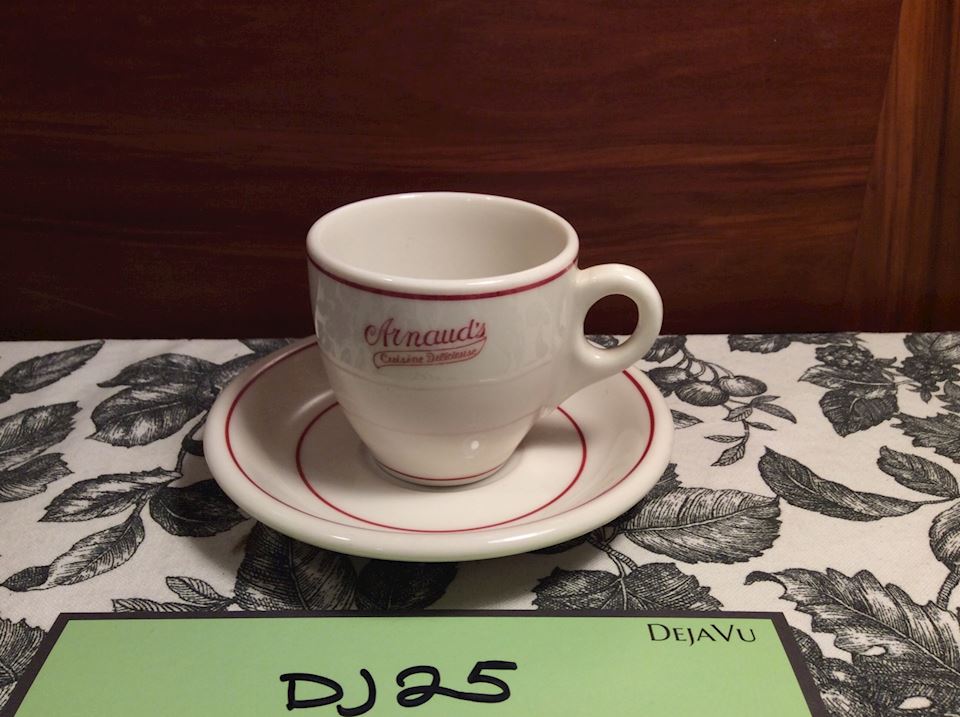 Arnaud's
Cuisine Délicieuse
DEJAVU
DJ25